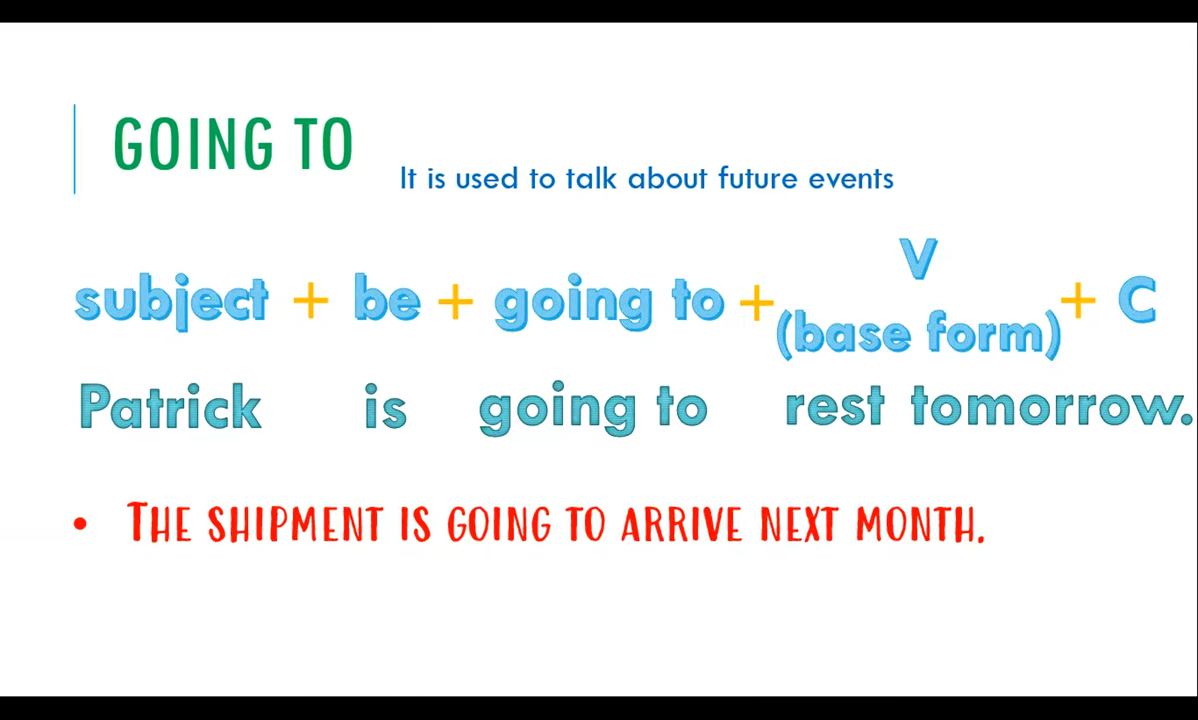 GOING TO
It is used to talk about future events
subject + be + going to + V (base form) + C
Patrick is going to rest tomorrow.
• THE SHIPMENT IS GOING TO ARRIVE NEXT MONTH.